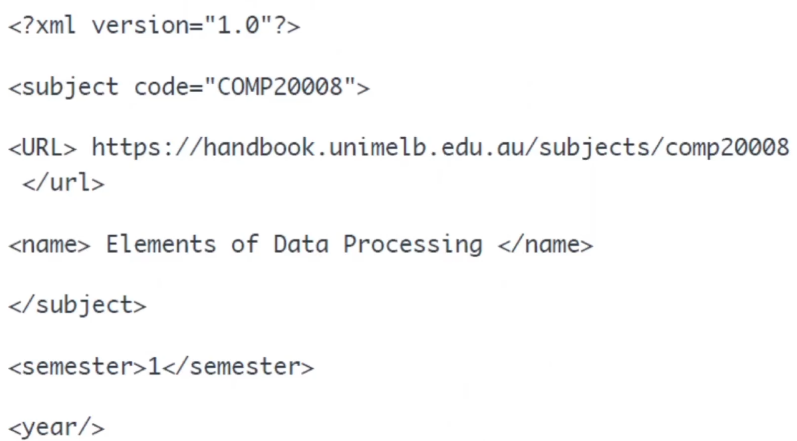 <?xml version="1.0"?>
<subject code="COMP20008">
<URL> https://handbook.unimelb.edu.au/subjects/comp20008
</url>
<name> Elements of Data Processing </name>
</subject>
<semester>1</semester>
<year/>